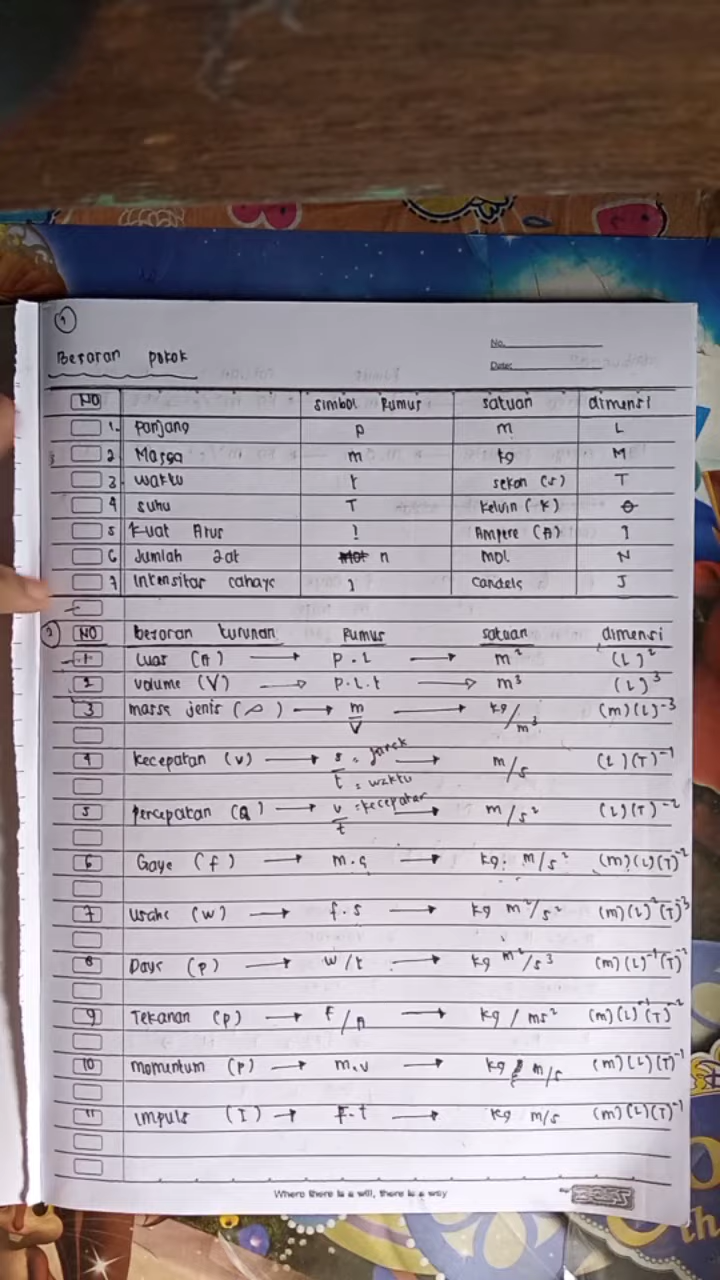 1
Besaran pokok
No.
Date:
NO simbol Rumus satuan dimensi
1. panjang p m L
2 Massa m kg M
3 waktu t sekon (s) T
4 suhu T Kelvin (K) θ
5 Kuat Arus I Ampere (A) I
6 Jumlah zat n Mol N
7 Intensitas cahaya J Candela J
2 NO besaran turunan Rumus satuan dimensi
1 Luas (A) → p . L → m² (L)²
2 volume (V) → p.L.t → m³ (L)³
3 massa jenis (ρ) → m/V → kg/m³ (m)(L)⁻³
4 kecepatan (v) → s = jarak / t = waktu → m/s (L)(T)⁻¹
5 percepatan (a) → v = kecepatan / t → m/s² (L)(T)⁻²
6 Gaya (f) → m.a → kg. m/s² (m)(L)(T)⁻²
7 usaha (w) → f.s → kg m²/s² (m)(L)²(T)³
8 Daya (p) → w/t → kg m²/s³ (m)(L)⁻¹(T)⁻²
9 Tekanan (p) → F/A → kg / ms² (m)(L)⁻¹(T)⁻²
10 momentum (p) → m.v → kg m/s (m)(L)(T)⁻¹
11 impuls (I) → F.t → kg m/s (m)(L)(T)⁻¹
Where there is a will, there is a way